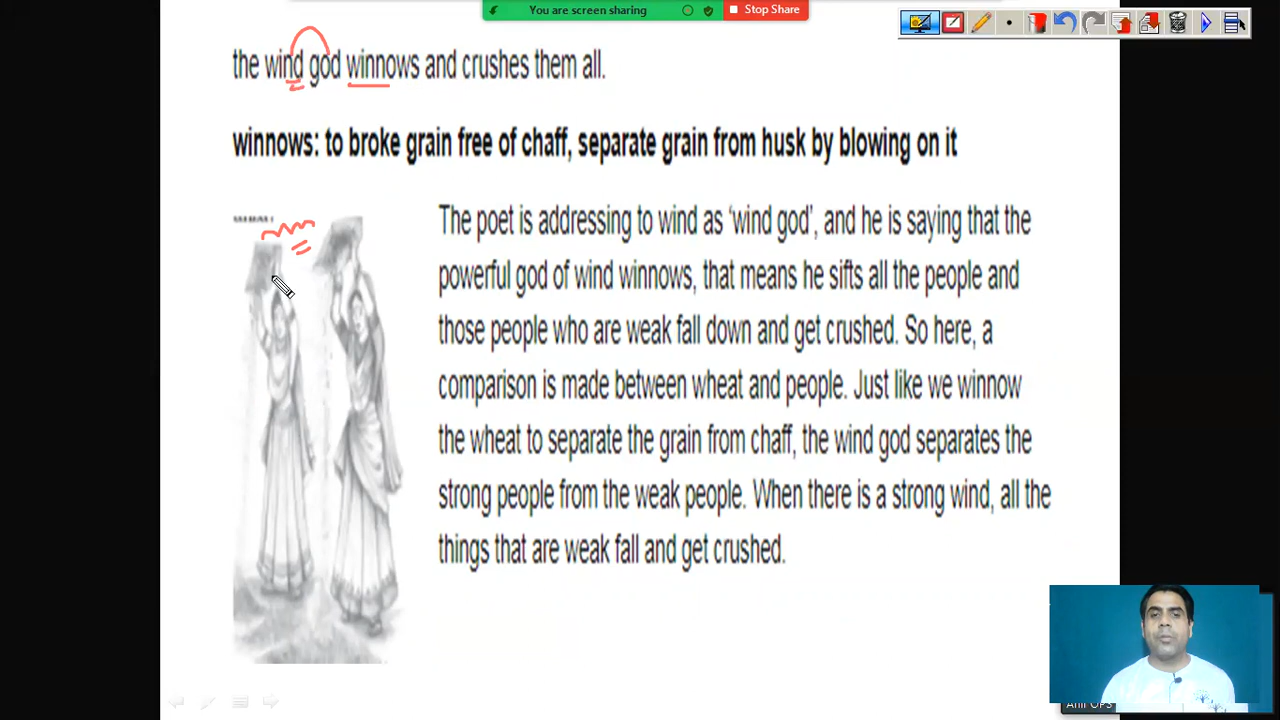 You are screen sharing
Stop Share
the wind god winnows and crushes them all.
winnows: to broke grain free of chaff, separate grain from husk by blowing on it
The poet is addressing to wind as ‘wind god’, and he is saying that the
powerful god of wind winnows, that means he sifts all the people and
those people who are weak fall down and get crushed. So here, a
comparison is made between wheat and people. Just like we winnow
the wheat to separate the grain from chaff, the wind god separates the
strong people from the weak people. When there is a strong wind, all the
things that are weak fall and get crushed.